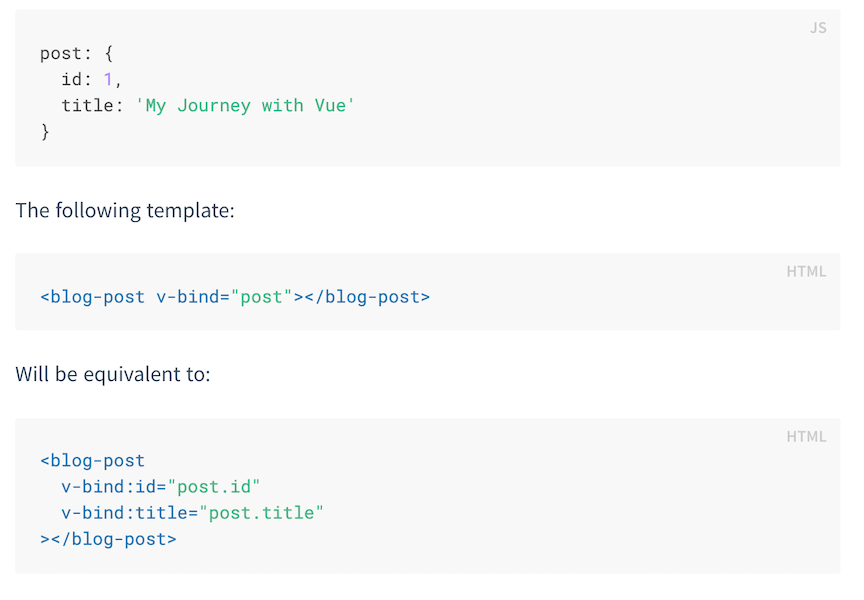 JS
post: {
  id: 1,
  title: 'My Journey with Vue'
}
The following template:
HTML
<blog-post v-bind="post"></blog-post>
Will be equivalent to:
HTML
<blog-post
  v-bind:id="post.id"
  v-bind:title="post.title"
></blog-post>